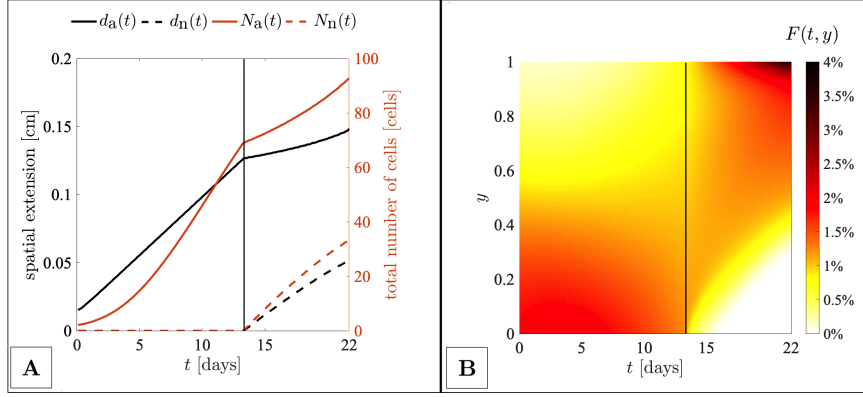 d_a(t) d_n(t) N_a(t) N_n(t)
0.2
0.15
0.1
0.05
0
spatial extension [cm]
100
80
60
40
20
0
total number of cells [cells]
0 5 10 15 22
t [days]
A
F(t, y)
1
0.8
0.6
0.4
0.2
0
y
4%
3.5%
3%
2.5%
2%
1.5%
1%
0.5%
0%
0 5 10 15 22
t [days]
B